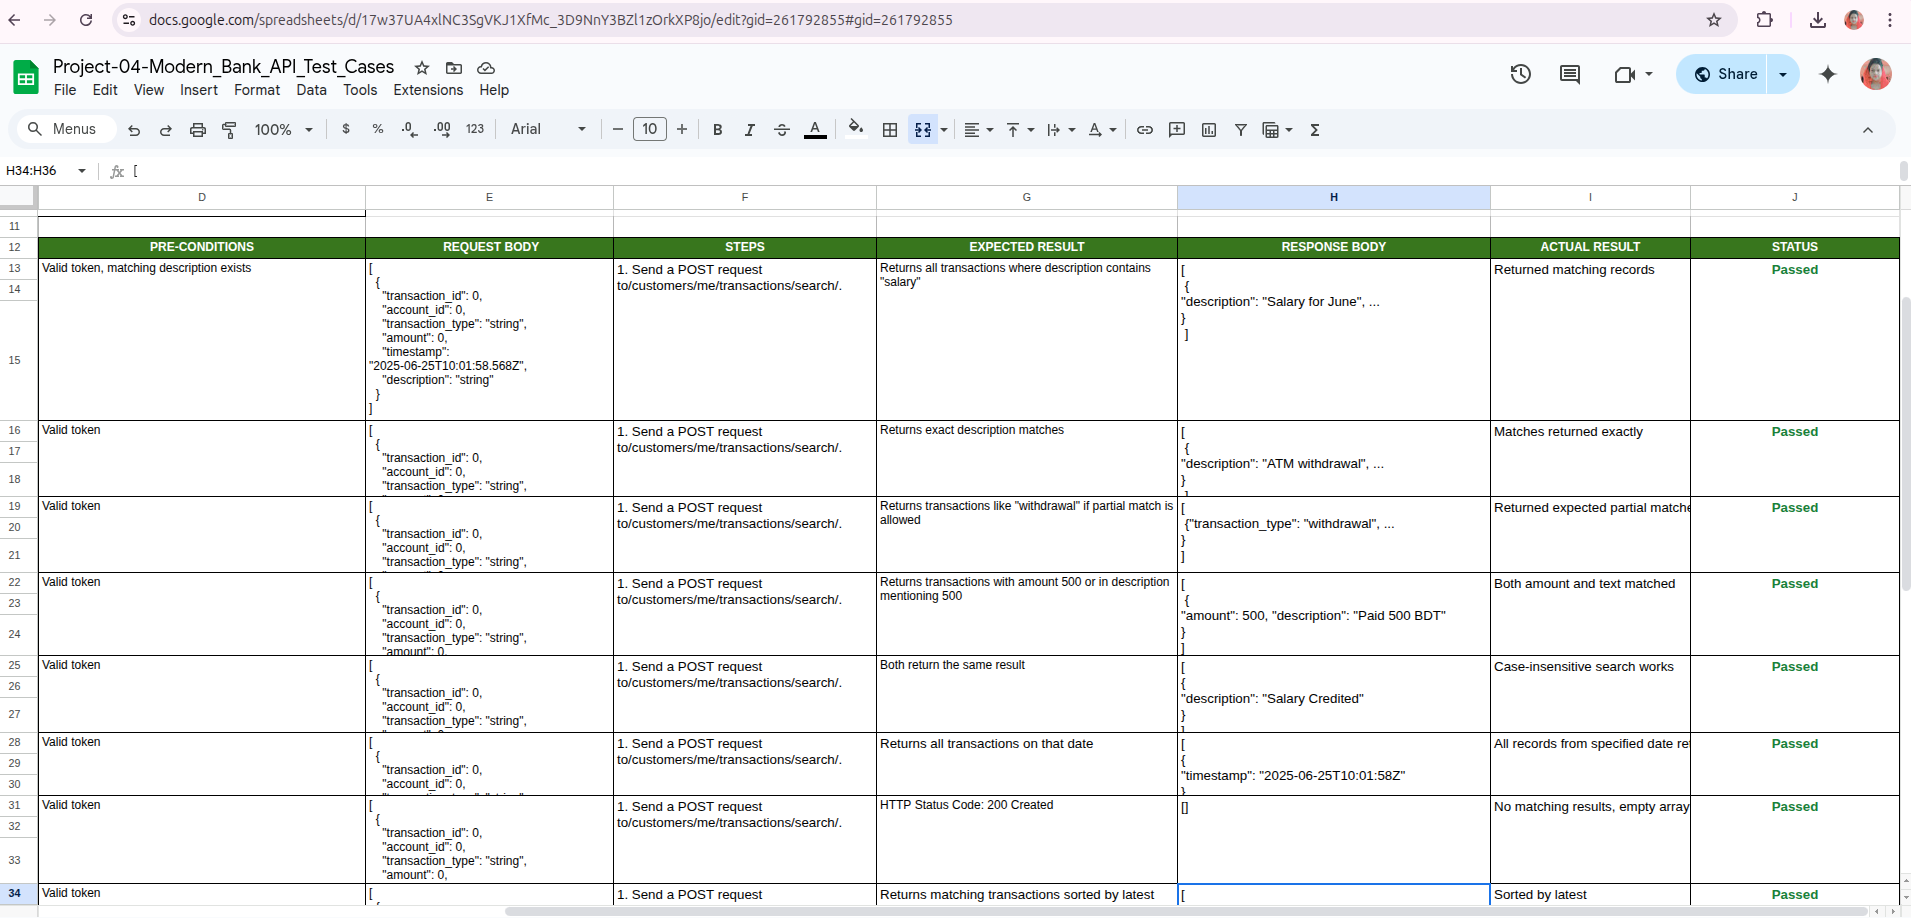 docs.google.com/spreadsheets/d/17w37UA4xlNC3SgVKJ1XfMc_3D9NnY3BZl1zOrkXP8jo/edit?gid=261792855#gid=261792855
Project-04-Modern_Bank_API_Test_Cases
File Edit View Insert Format Data Tools Extensions Help
Share
Menus 100% $ % .0 .00 123 Arial 10 B I A Σ
H34:H36 fx [
D E F G H I J
11
12 PRE-CONDITIONS REQUEST BODY STEPS EXPECTED RESULT RESPONSE BODY ACTUAL RESULT STATUS
13
14
15
Valid token, matching description exists
[
{
"transaction_id": 0,
"account_id": 0,
"transaction_type": "string",
"amount": 0,
"timestamp":
"2025-06-25T10:01:58.568Z",
"description": "string"
}
]
1. Send a POST request
to/customers/me/transactions/search/.
Returns all transactions where description contains
"salary"
[
{
"description": "Salary for June", ...
}
]
Returned matching records
Passed
16
17
18
Valid token
[
{
"transaction_id": 0,
"account_id": 0,
"transaction_type": "string",
1. Send a POST request
to/customers/me/transactions/search/.
Returns exact description matches
[
{
"description": "ATM withdrawal", ...
}
]
Matches returned exactly
Passed
19
20
21
Valid token
[
{
"transaction_id": 0,
"account_id": 0,
"transaction_type": "string",
1. Send a POST request
to/customers/me/transactions/search/.
Returns transactions like "withdrawal" if partial match is
allowed
[
{"transaction_type": "withdrawal", ...
}
]
Returned expected partial matche
Passed
22
23
24
Valid token
[
{
"transaction_id": 0,
"account_id": 0,
"transaction_type": "string",
"amount": 0,
1. Send a POST request
to/customers/me/transactions/search/.
Returns transactions with amount 500 or in description
mentioning 500
[
{
"amount": 500, "description": "Paid 500 BDT"
}
]
Both amount and text matched
Passed
25
26
27
Valid token
[
{
"transaction_id": 0,
"account_id": 0,
"transaction_type": "string",
1. Send a POST request
to/customers/me/transactions/search/.
Both return the same result
[
{
"description": "Salary Credited"
}
]
Case-insensitive search works
Passed
28
29
30
Valid token
[
{
"transaction_id": 0,
"account_id": 0,
1. Send a POST request
to/customers/me/transactions/search/.
Returns all transactions on that date
[
{
"timestamp": "2025-06-25T10:01:58Z"
}
All records from specified date ret
Passed
31
32
33
Valid token
[
{
"transaction_id": 0,
"account_id": 0,
"transaction_type": "string",
"amount": 0,
1. Send a POST request
to/customers/me/transactions/search/.
HTTP Status Code: 200 Created
[]
No matching results, empty array
Passed
34
Valid token
[
1. Send a POST request
Returns matching transactions sorted by latest
[
Sorted by latest
Passed